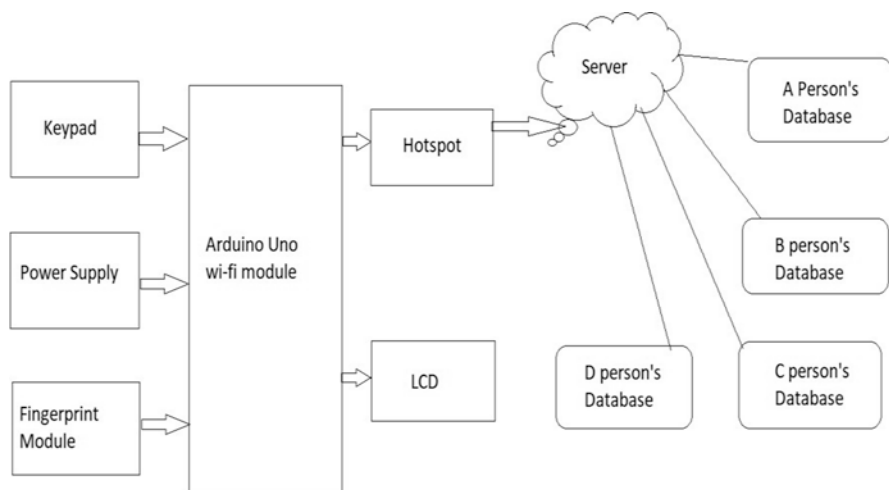 Keypad
Power Supply
Fingerprint
Module
Arduino Uno
wi-fi module
Hotspot
LCD
Server
A Person's
Database
B person's
Database
C person's
Database
D person's
Database